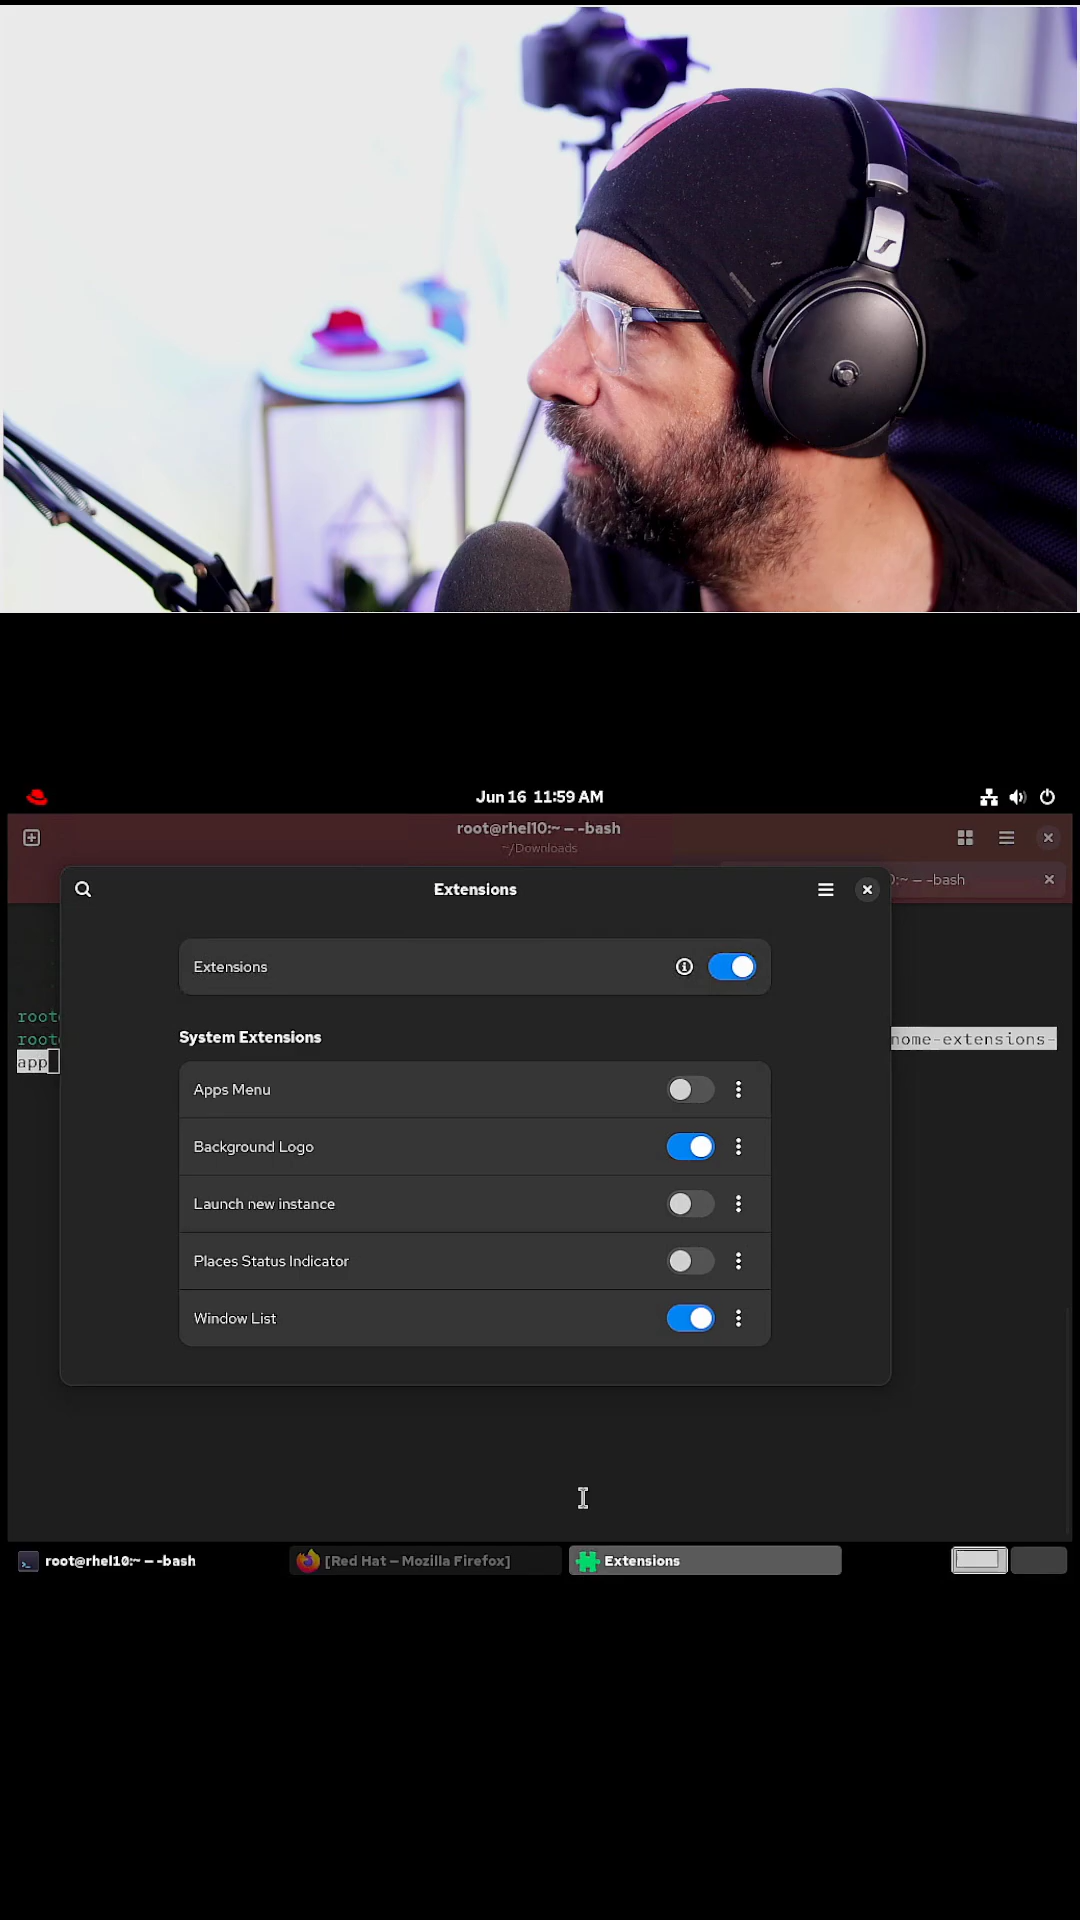 Jun 16 11:59 AM
root@rhel10:~ — -bash
~/Downloads
— -bash
Extensions
Extensions
System Extensions
root
root
nome-extensions-
app
Apps Menu
Background Logo
Launch new instance
Places Status Indicator
Window List
root@rhel10:~ — -bash
[Red Hat — Mozilla Firefox]
Extensions